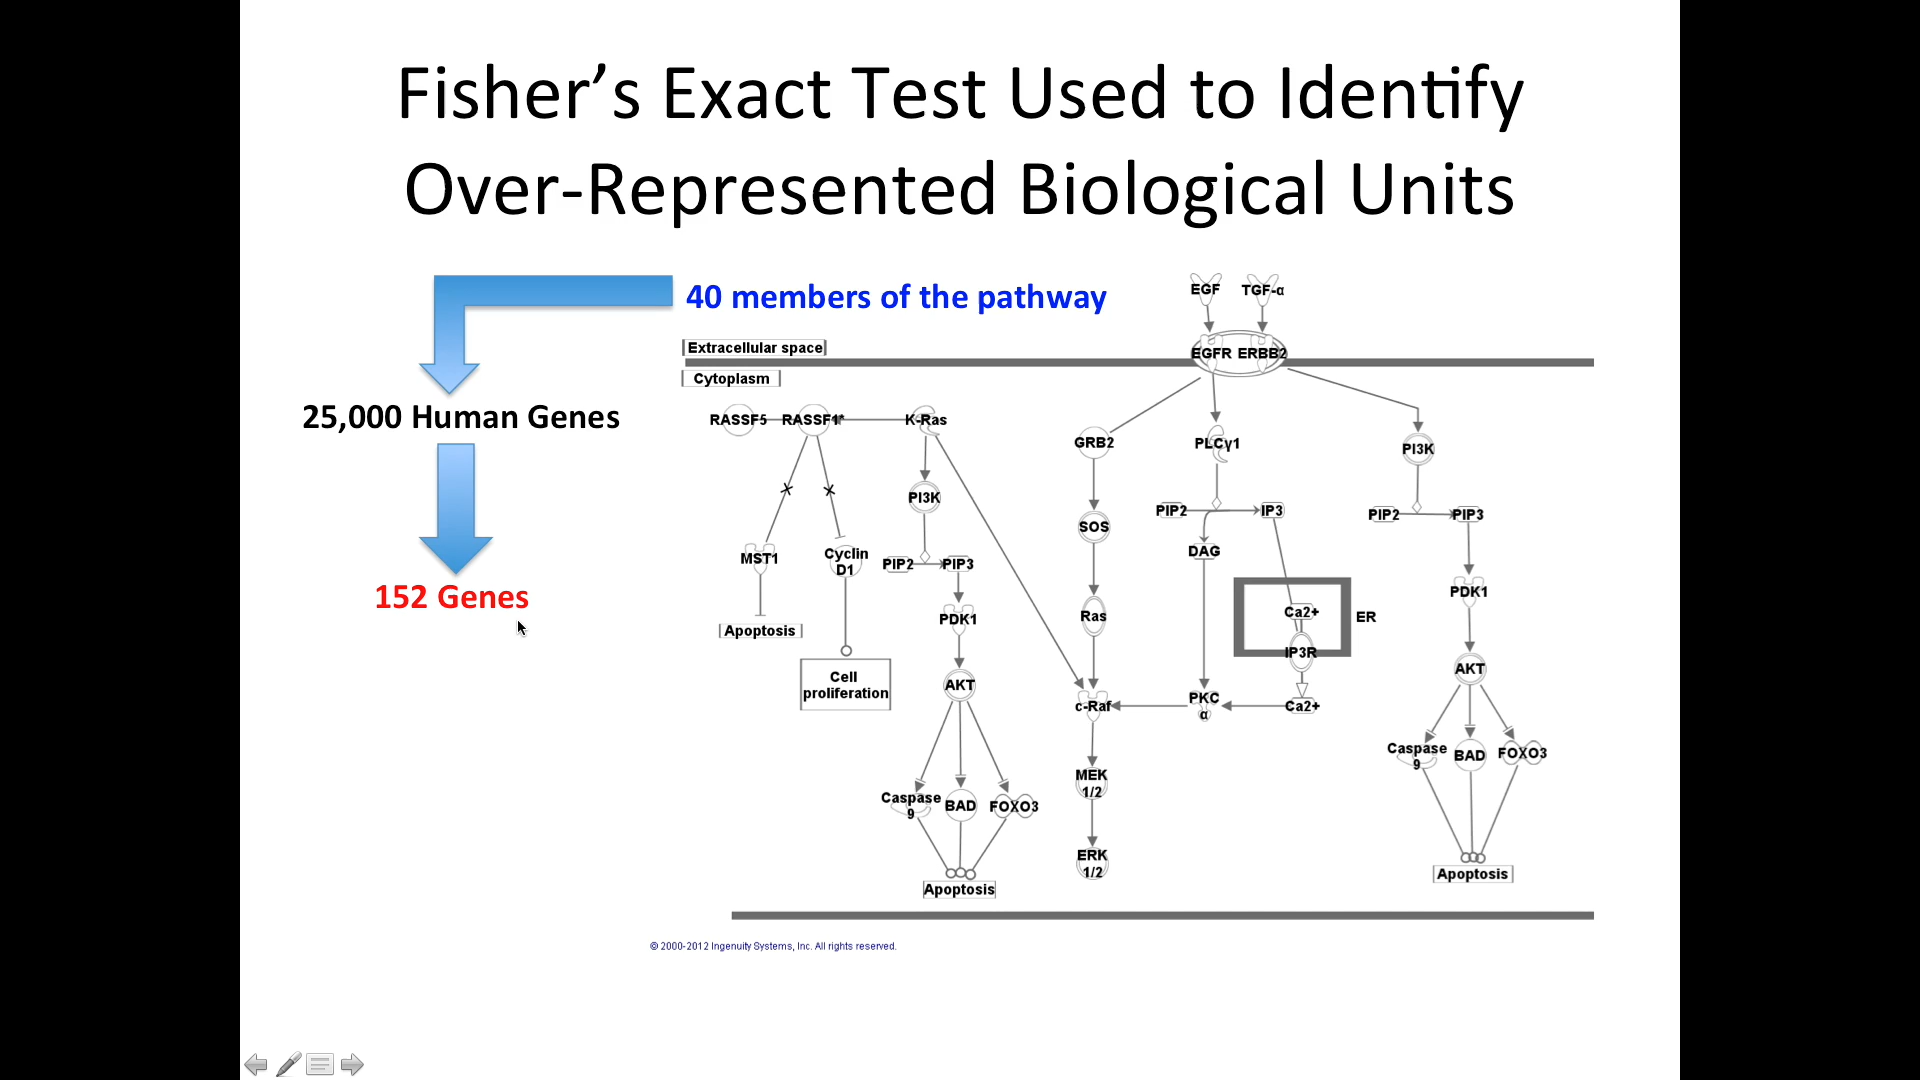 Fisher’s Exact Test Used to Identify
Over-Represented Biological Units
40 members of the pathway
25,000 Human Genes
152 Genes
EGF
TGF-α
EGFR
ERBB2
Extracellular space
Cytoplasm
RASSF5
RASSF1*
K-Ras
GRB2
PLCγ1
PI3K
PI3K
PIP2
IP3
PIP2
PIP3
SOS
DAG
MST1
Cyclin
D1
PIP2
PIP3
PDK1
Ca2+
ER
PDK1
Ras
IP3R
Apoptosis
Cell
proliferation
AKT
AKT
c-Raf
PKC
α
Ca2+
Caspase
9
BAD
FOXO3
MEK
1/2
Caspase
9
BAD
FOXO3
ERK
1/2
Apoptosis
Apoptosis
© 2000-2012 Ingenuity Systems, Inc. All rights reserved.